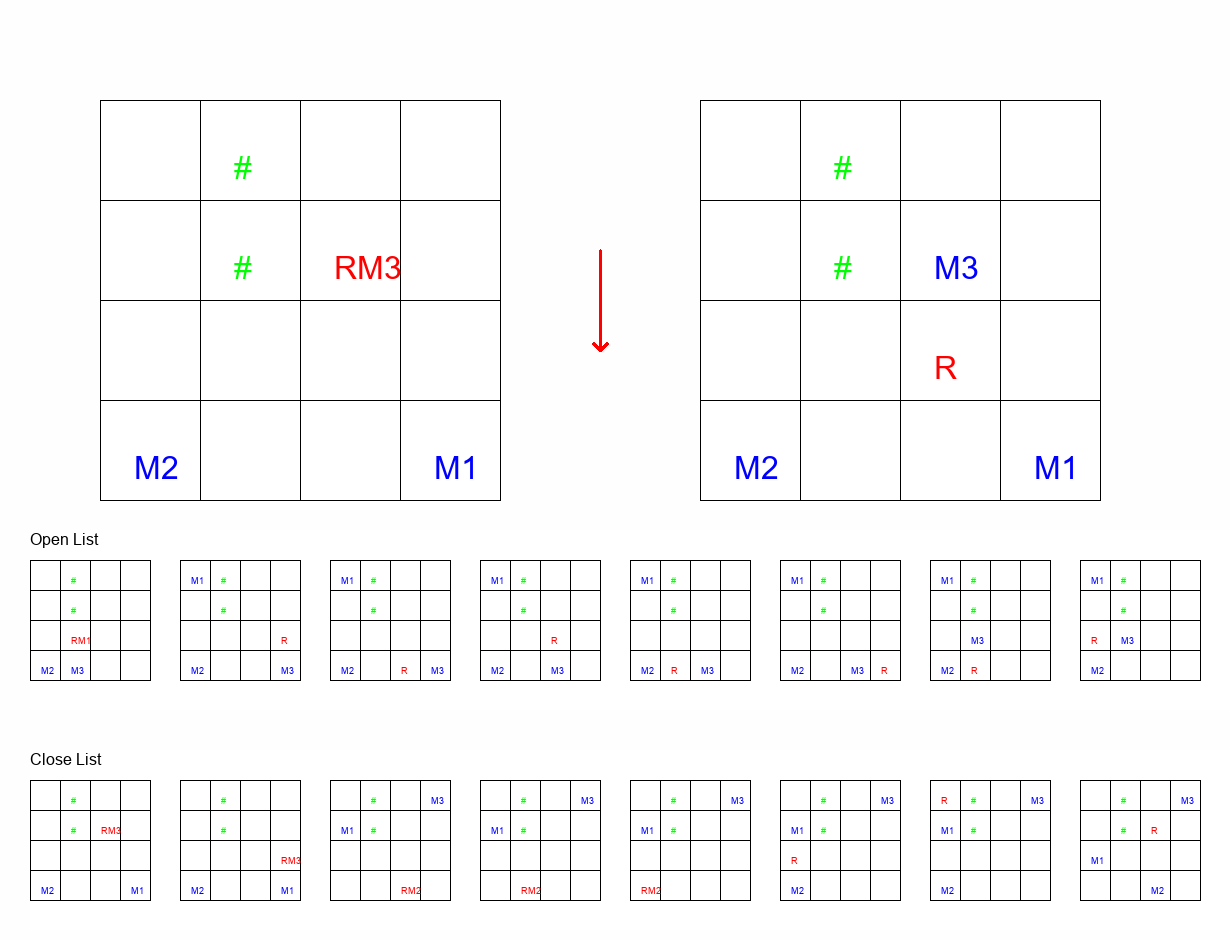 # #
# RM3 # M3
R
M2 M1 M2 M1
Open List
# M1 # M1 # M1 # M1 # M1 # M1 # M1 #
# # # # # # # #
RM1 R R M3 R M3
M2 M3 M2 M3 M2 R M3 M2 M3 M2 R M3 M2 M3 R M2 R M2
Close List
# # # M3 # M3 # M3 # M3 R # M3 # M3
# RM3 # M1 # M1 # M1 # M1 # M1 # # R
RM3 R M1
M2 M1 M2 M1 RM2 RM2 RM2 M2 M2 M2